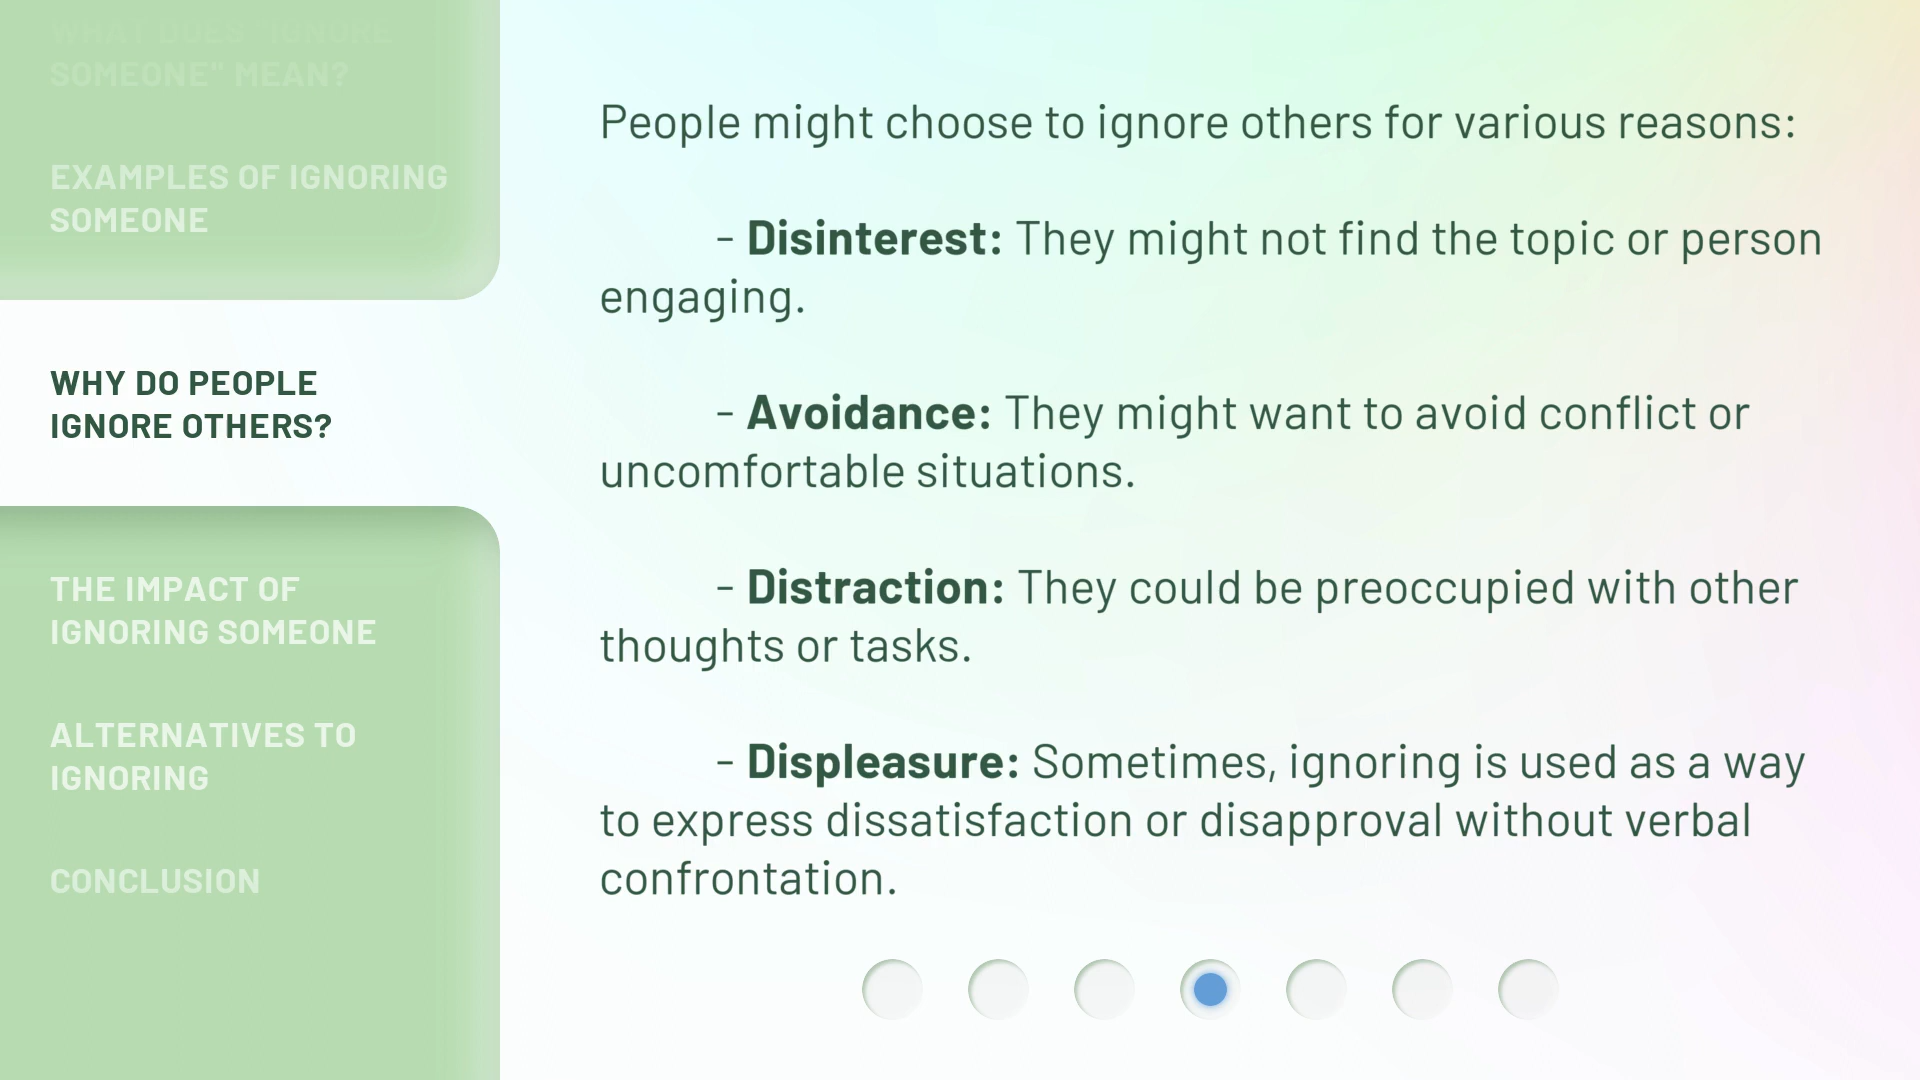 WHAT DOES "IGNORE
SOMEONE" MEAN?
EXAMPLES OF IGNORING
SOMEONE
WHY DO PEOPLE
IGNORE OTHERS?
THE IMPACT OF
IGNORING SOMEONE
ALTERNATIVES TO
IGNORING
CONCLUSION
People might choose to ignore others for various reasons:
- Disinterest: They might not find the topic or person
engaging.
- Avoidance: They might want to avoid conflict or
uncomfortable situations.
- Distraction: They could be preoccupied with other
thoughts or tasks.
- Displeasure: Sometimes, ignoring is used as a way
to express dissatisfaction or disapproval without verbal
confrontation.